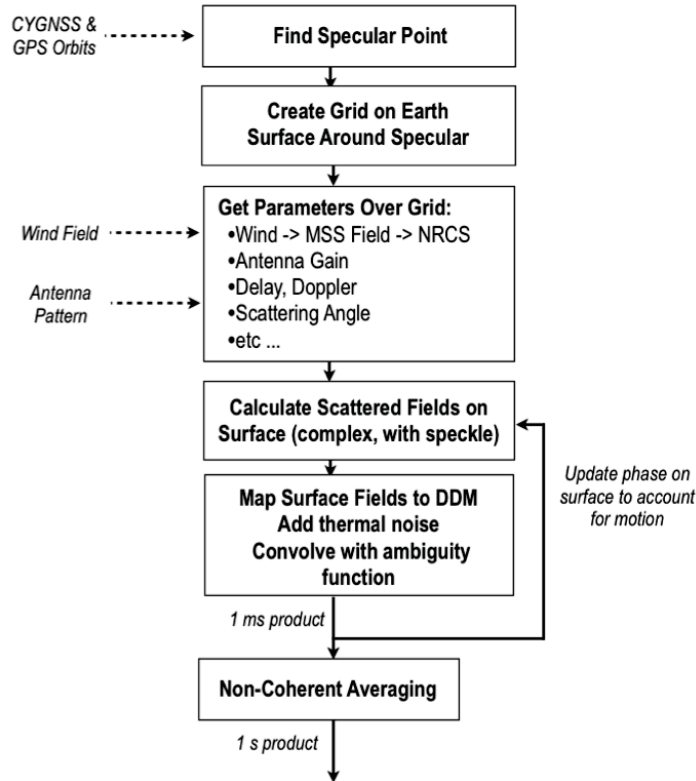 CYGNSS &
GPS Orbits
Find Specular Point
Create Grid on Earth
Surface Around Specular
Wind Field
Antenna
Pattern
Get Parameters Over Grid:
•Wind -> MSS Field -> NRCS
•Antenna Gain
•Delay, Doppler
•Scattering Angle
•etc ...
Calculate Scattered Fields on
Surface (complex, with speckle)
Update phase on
surface to account
for motion
Map Surface Fields to DDM
Add thermal noise
Convolve with ambiguity
function
1 ms product
Non-Coherent Averaging
1 s product